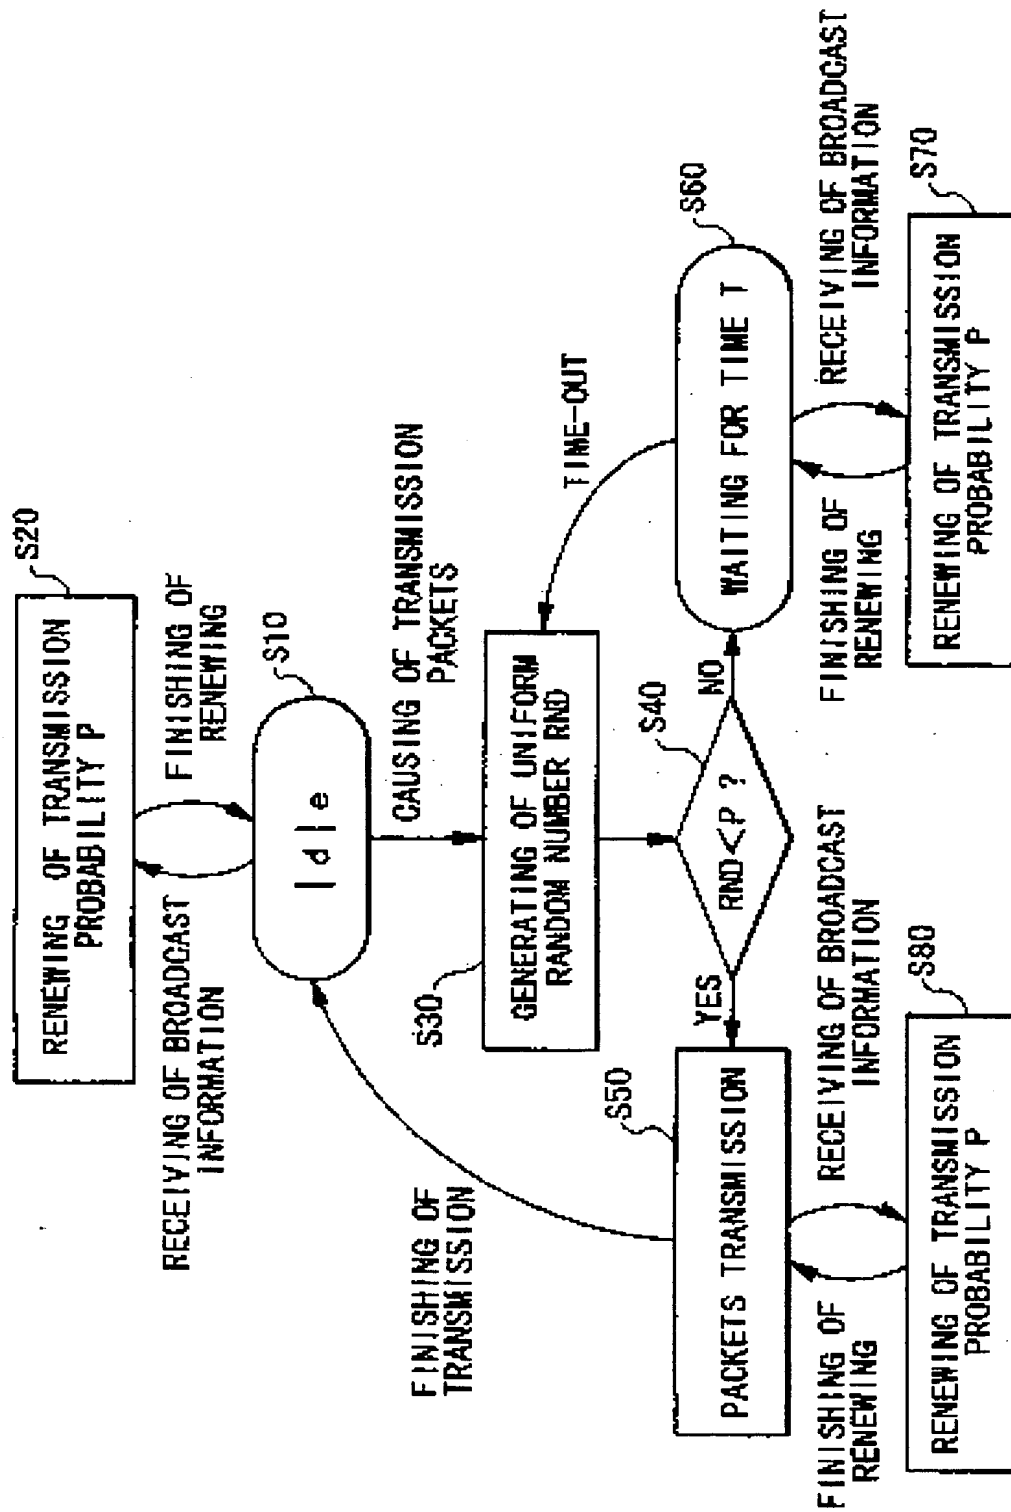 S20
RENEWING OF TRANSMISSION
PROBABILITY P
RECEIVING OF BROADCAST
INFORMATION
FINISHING OF
RENEWING
S10
Idle
CAUSING OF TRANSMISSION
PACKETS
FINISHING OF
TRANSMISSION
S30
GENERATING OF UNIFORM
RANDOM NUMBER RND
TIME-OUT
S40
RND<P ?
YES
NO
S50
PACKETS TRANSMISSION
S60
WAITING FOR TIME T
FINISHING OF
RENEWING
RECEIVING OF BROADCAST
INFORMATION
FINISHING OF
RENEWING
RECEIVING OF BROADCAST
INFORMATION
S80
RENEWING OF TRANSMISSION
PROBABILITY P
S70
RENEWING OF TRANSMISSION
PROBABILITY P